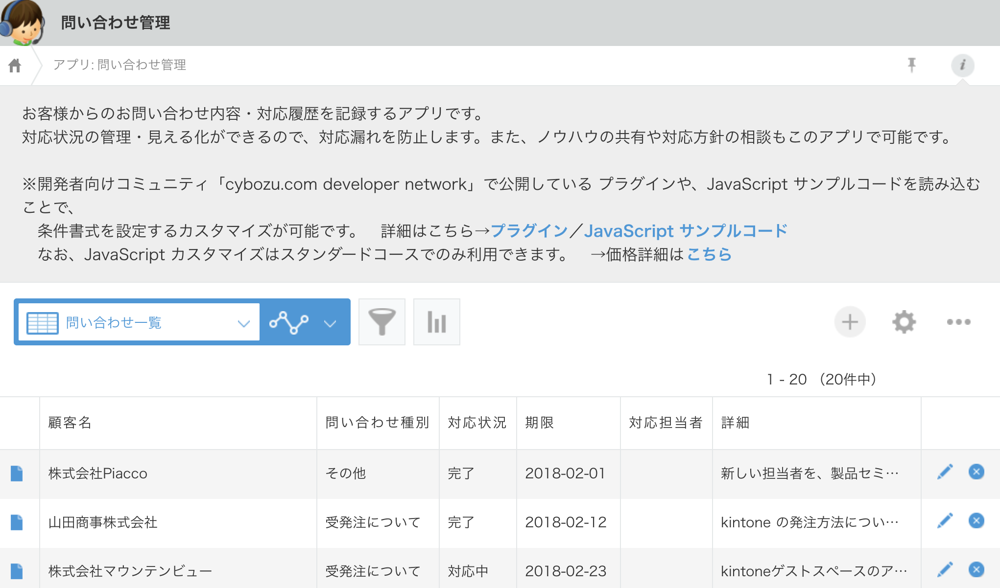 問い合わせ管理
アプリ: 問い合わせ管理
お客様からのお問い合わせ内容・対応履歴を記録するアプリです。
対応状況の管理・見える化ができるので、対応漏れを防止します。また、ノウハウの共有や対応方針の相談もこのアプリで可能です。
※開発者向けコミュニティ「cybozu.com developer network」で公開している プラグインや、JavaScript サンプルコードを読み込む
ことで、
条件書式を設定するカスタマイズが可能です。　詳細はこちら→プラグイン／JavaScript サンプルコード
なお、JavaScript カスタマイズはスタンダードコースでのみ利用できます。　→価格詳細はこちら
問い合わせ一覧
1 - 20 （20件中）
顧客名 問い合わせ種別 対応状況 期限 対応担当者 詳細
株式会社Piacco その他 完了 2018-02-01 新しい担当者を、製品セミ…
山田商事株式会社 受発注について 完了 2018-02-12 kintone の発注方法につい…
株式会社マウンテンビュー 受発注について 対応中 2018-02-23 kintoneゲストスペースのア…